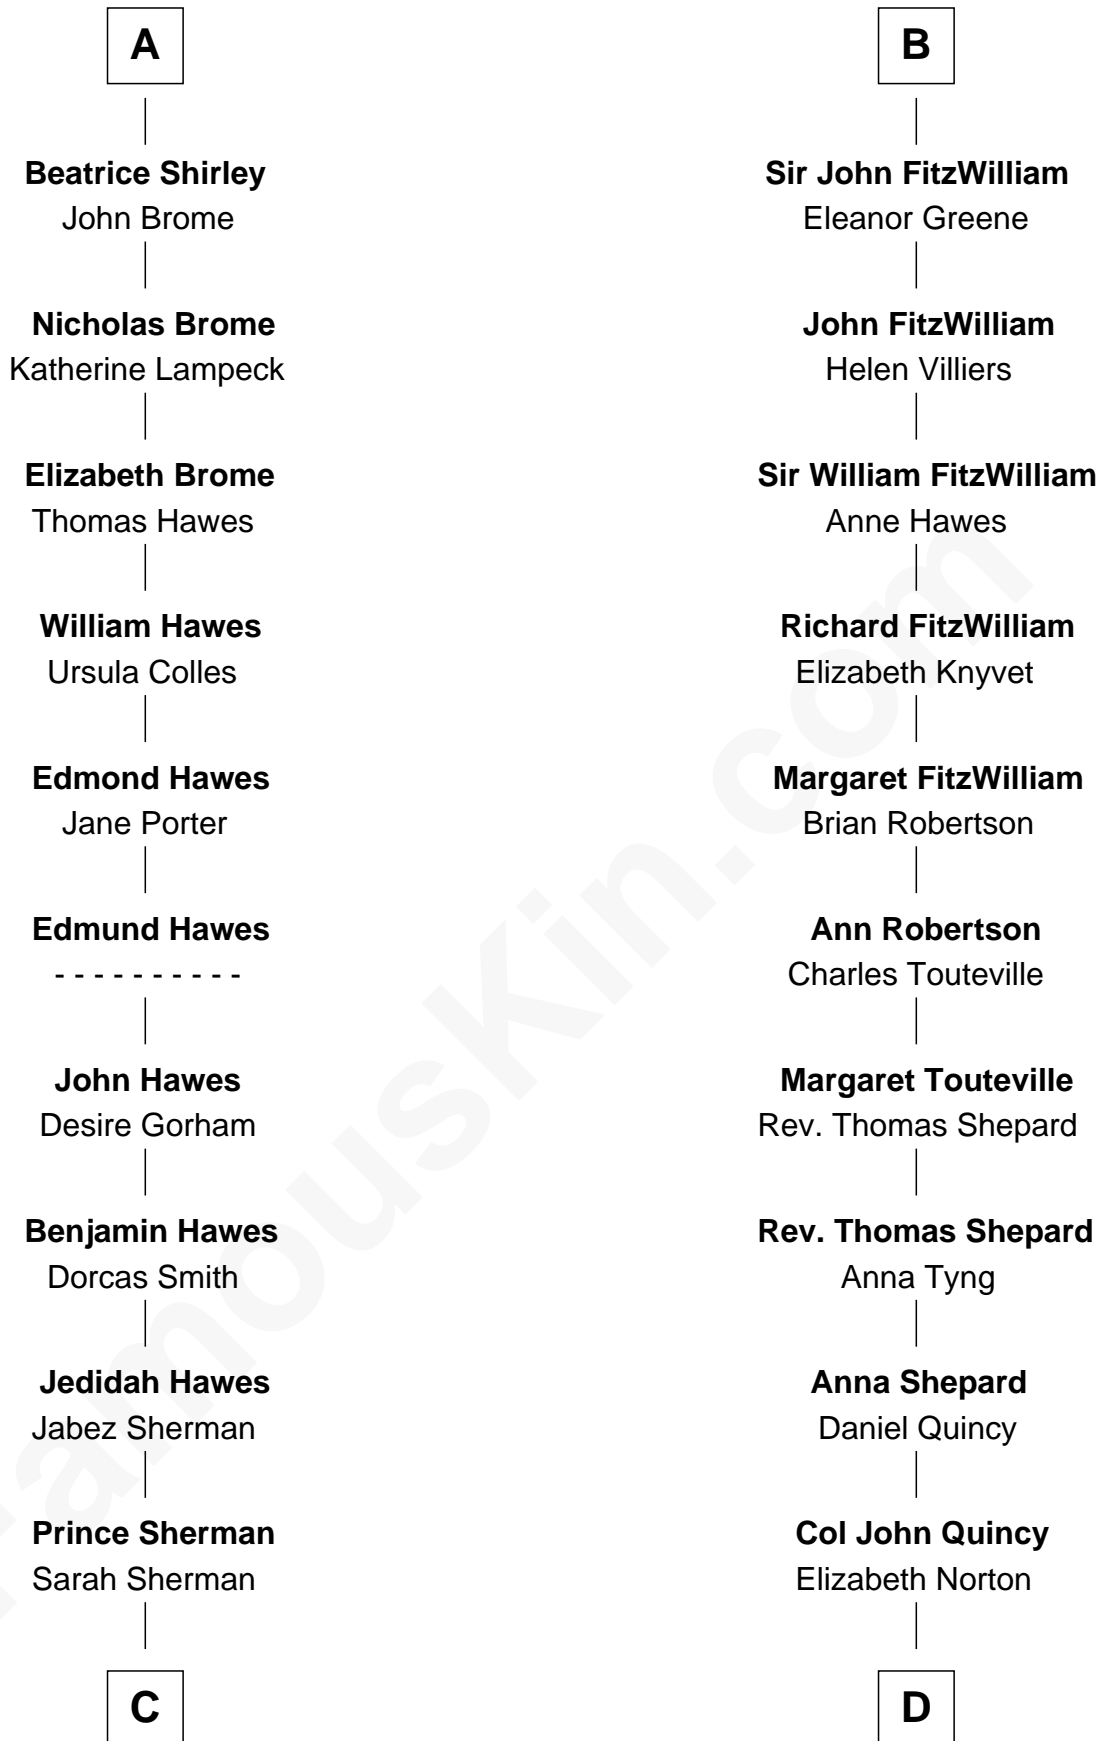 A
Beatrice Shirley
John Brome
Nicholas Brome
Katherine Lampeck
Elizabeth Brome
Thomas Hawes
William Hawes
Ursula Colles
Edmond Hawes
Jane Porter
Edmund Hawes
- - - - - - - - - -
John Hawes
Desire Gorham
Benjamin Hawes
Dorcas Smith
Jedidah Hawes
Jabez Sherman
Prince Sherman
Sarah Sherman
C
B
Sir John FitzWilliam
Eleanor Greene
John FitzWilliam
Helen Villiers
Sir William FitzWilliam
Anne Hawes
Richard FitzWilliam
Elizabeth Knyvet
Margaret FitzWilliam
Brian Robertson
Ann Robertson
Charles Touteville
Margaret Touteville
Rev. Thomas Shepard
Rev. Thomas Shepard
Anna Tyng
Anna Shepard
Daniel Quincy
Col John Quincy
Elizabeth Norton
D
FamousKin.com